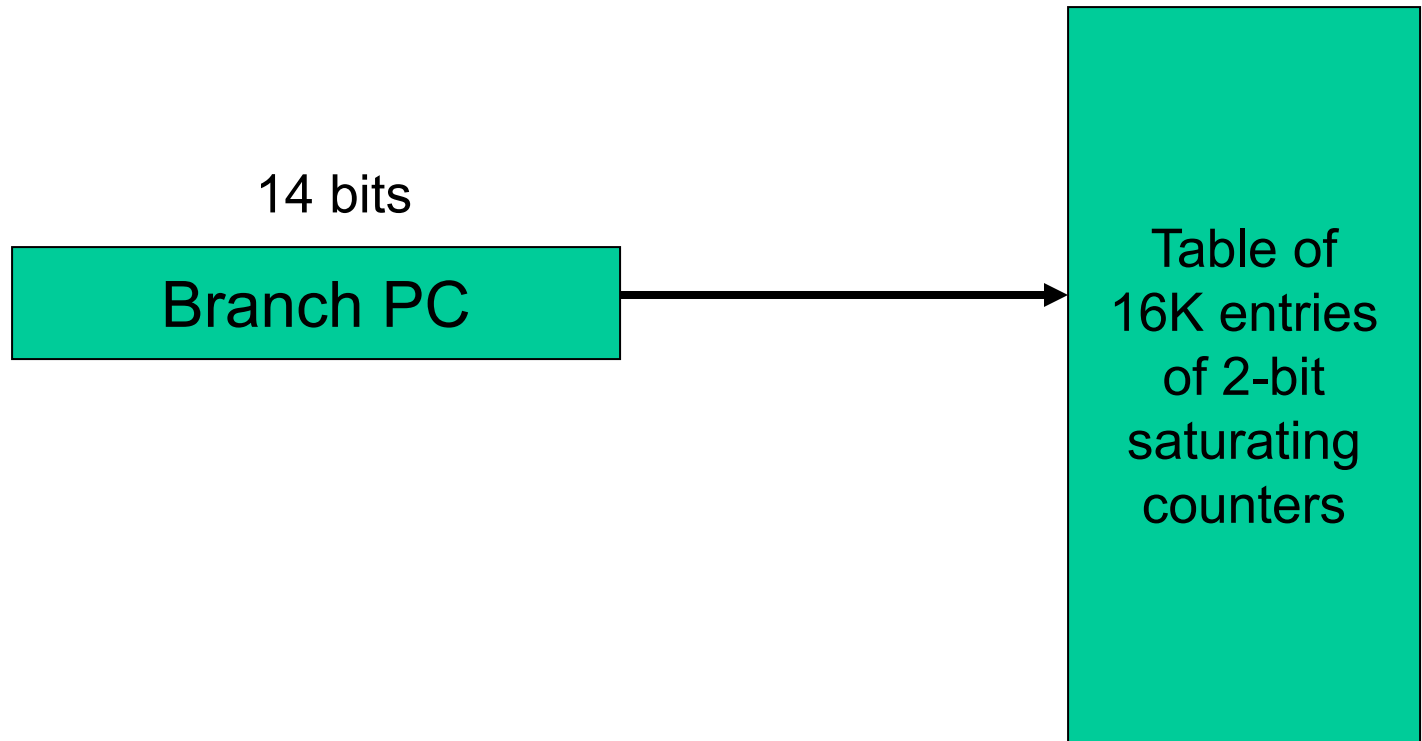 14 bits
Branch PC
Table of
16K entries
of 2-bit
saturating
counters